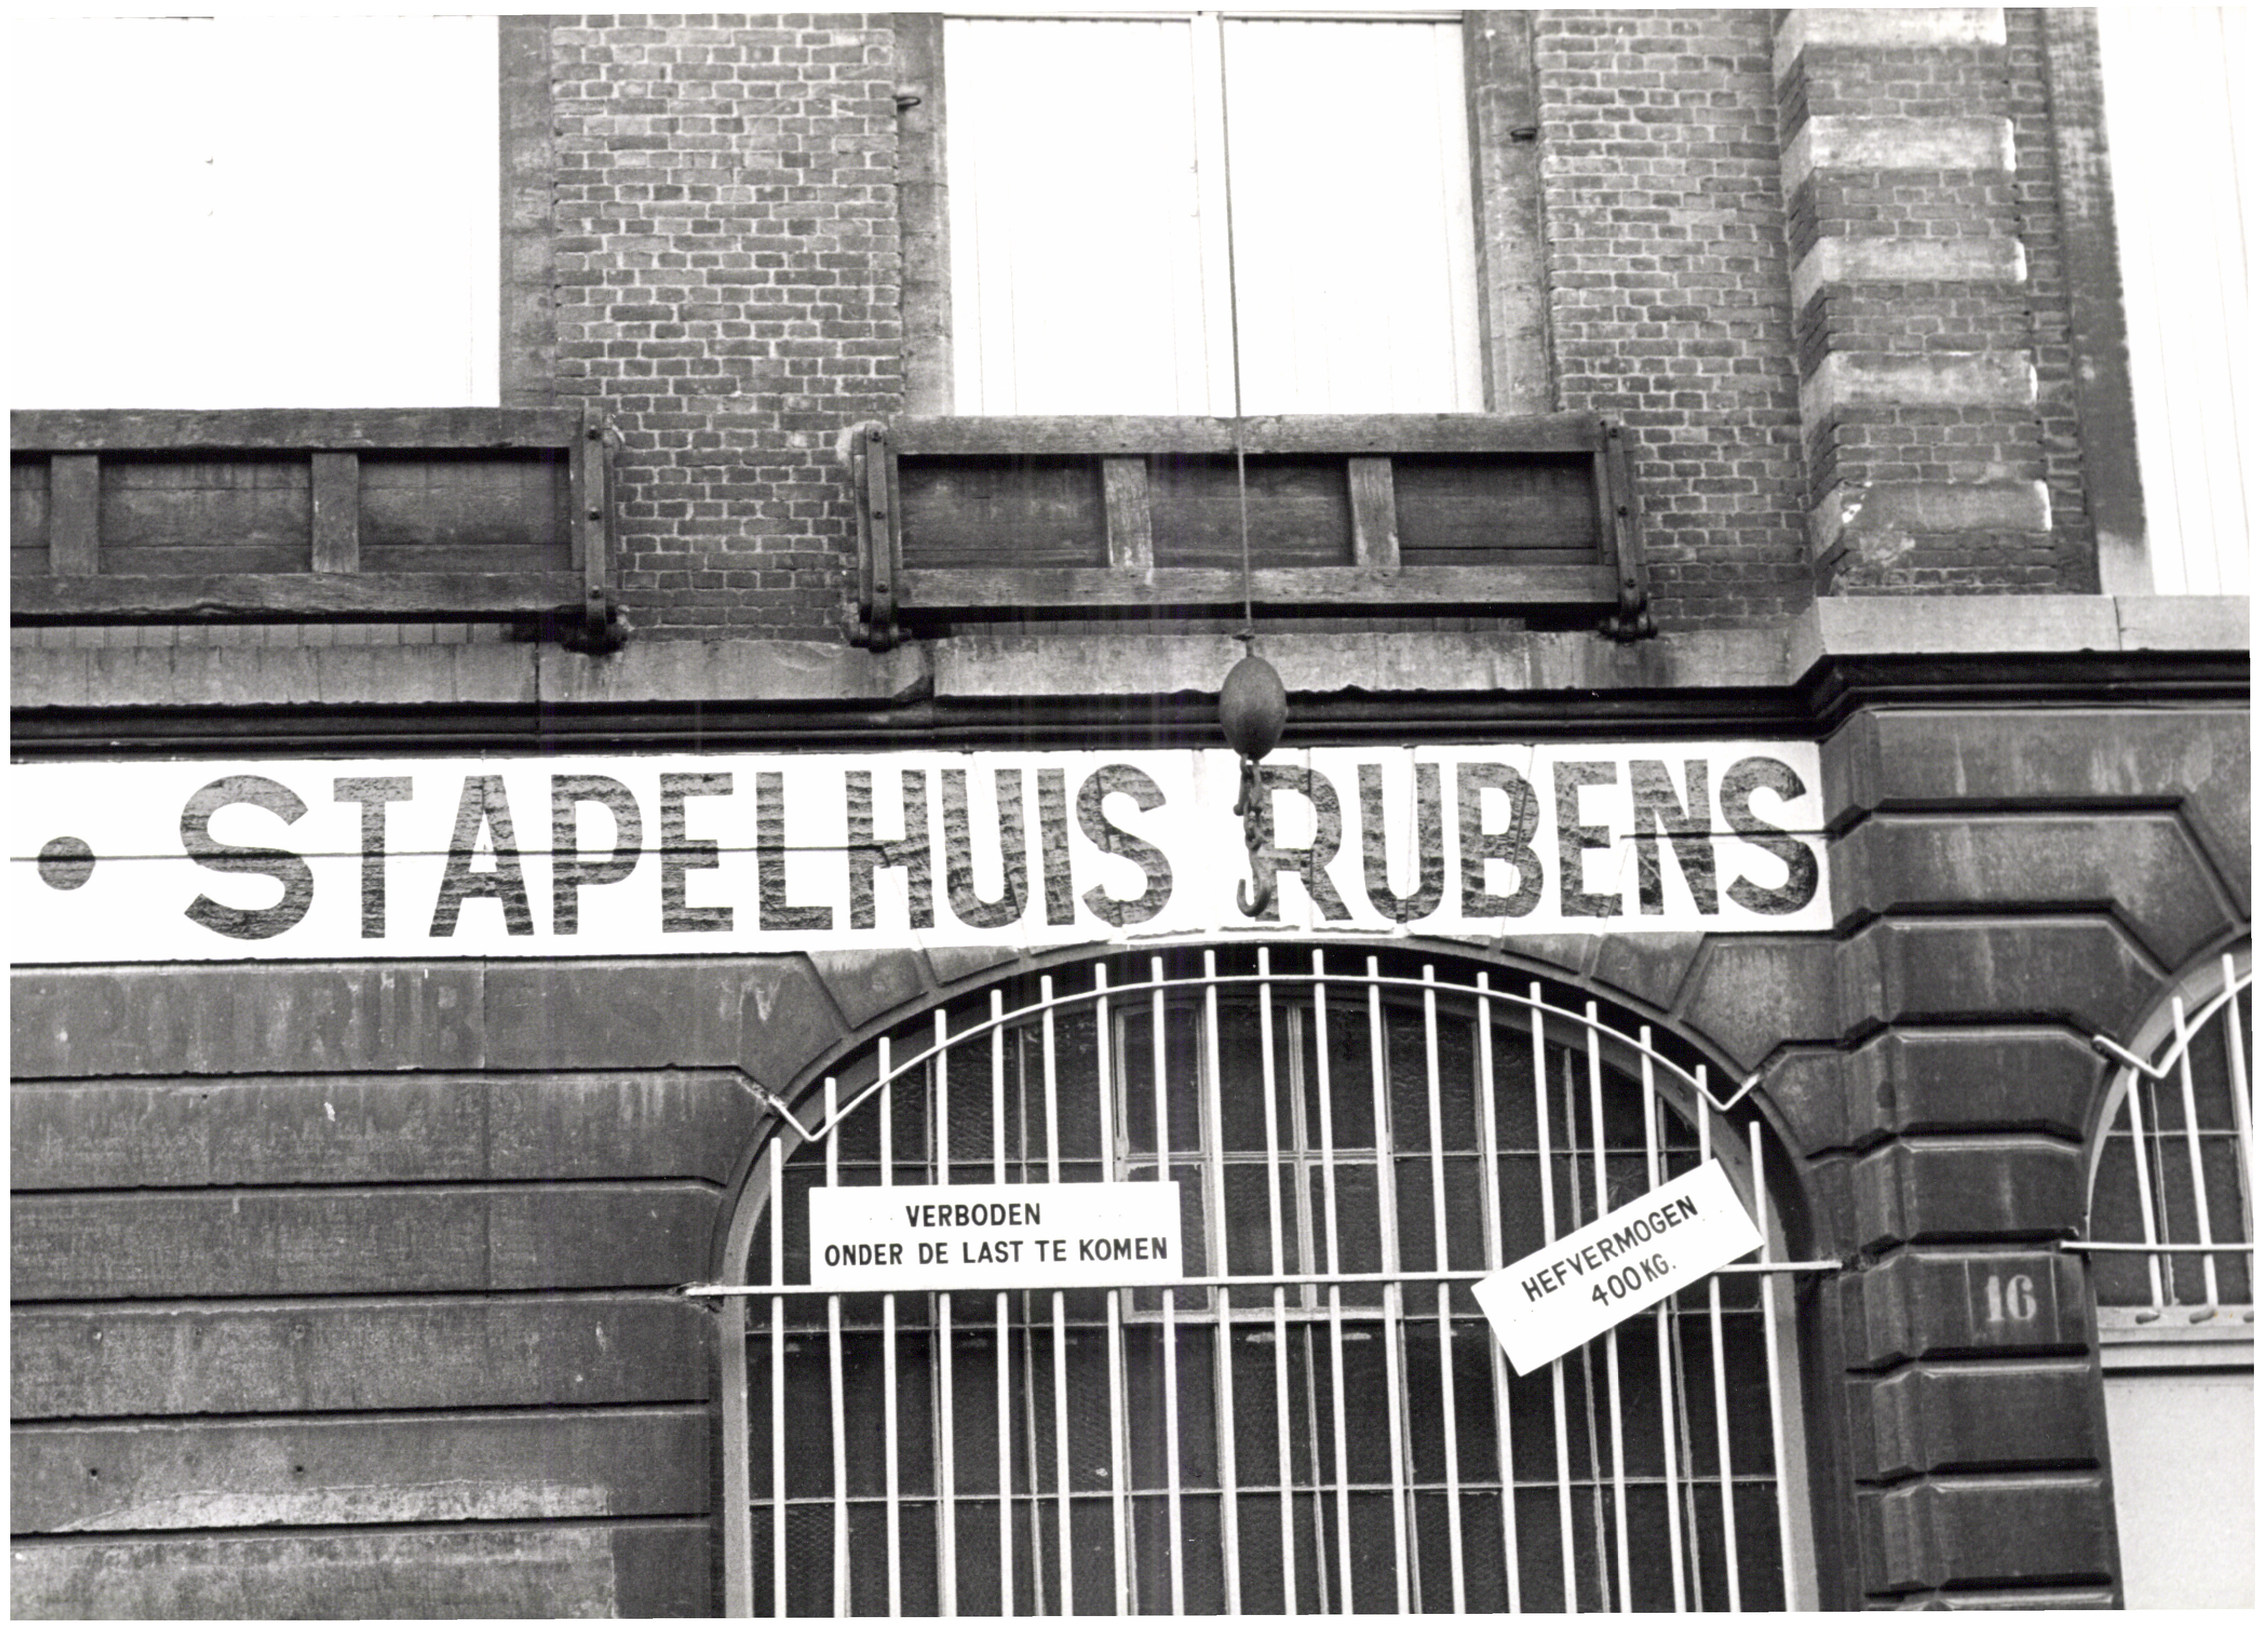 • STAPELHUIS RUBENS
VERBODEN
ONDER DE LAST TE KOMEN
HEFVERMOGEN
400 KG.
16